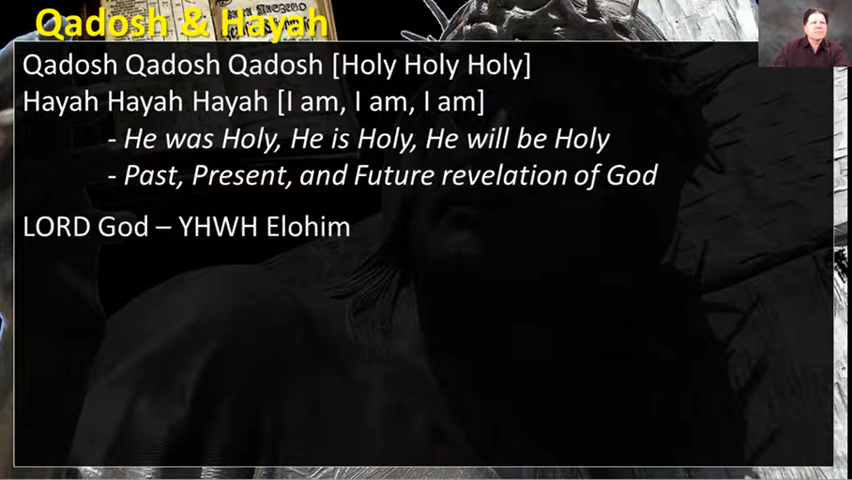 Qadosh & Hayah
Qadosh Qadosh Qadosh [Holy Holy Holy]
Hayah Hayah Hayah [I am, I am, I am]
- He was Holy, He is Holy, He will be Holy
- Past, Present, and Future revelation of God
LORD God – YHWH Elohim